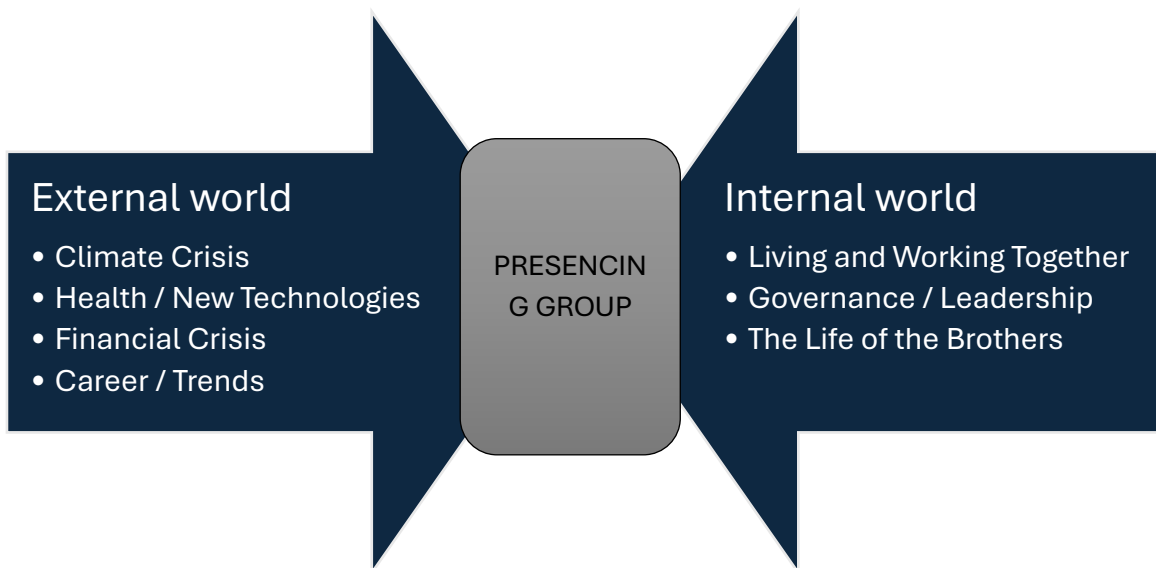 External world
• Climate Crisis
• Health / New Technologies
• Financial Crisis
• Career / Trends
PRESENCIN
G GROUP
Internal world
• Living and Working Together
• Governance / Leadership
• The Life of the Brothers